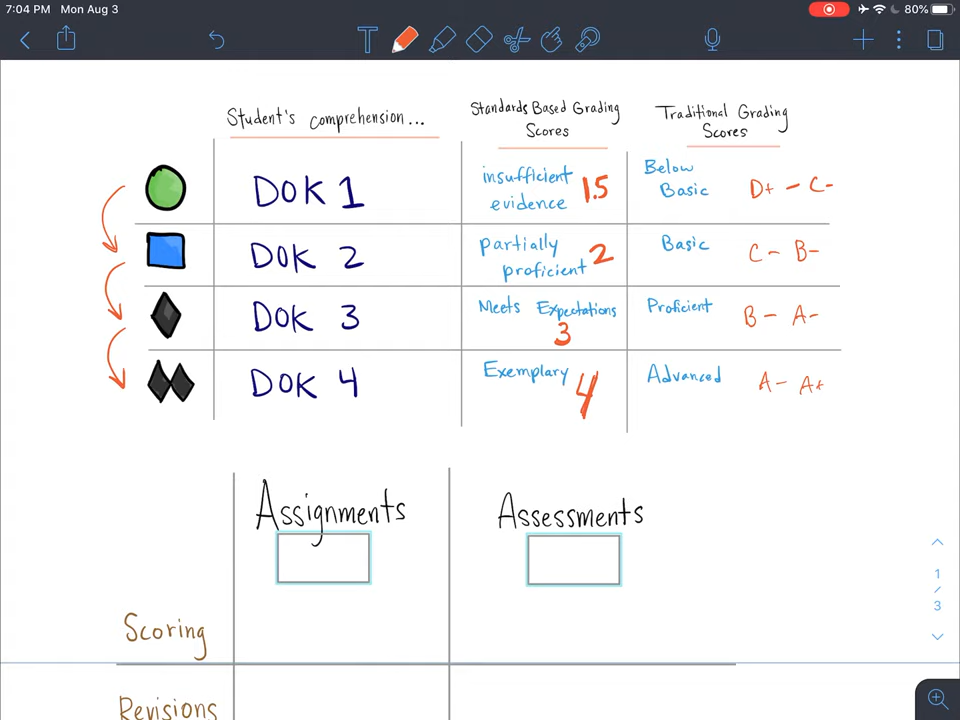 7:04 PM Mon Aug 3
80%
Student's comprehension...
Standards Based Grading
Scores
Traditional Grading
Scores
DOK 1
insufficient
evidence
1.5
Below
Basic
D+ - C-
DOK 2
partially
proficient
2
Basic
C - B-
DOK 3
Meets Expectations
3
Proficient
B - A-
DOK 4
Exemplary
4
Advanced
A - A+
Assignments
Assessments
Scoring
Revisions
1
/
3